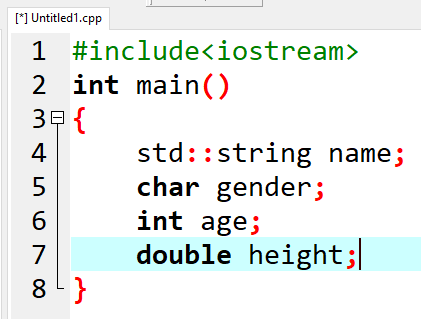 [*] Untitled1.cpp
1 #include<iostream>
2 int main()
3 {
4 std::string name;
5 char gender;
6 int age;
7 double height;
8 }